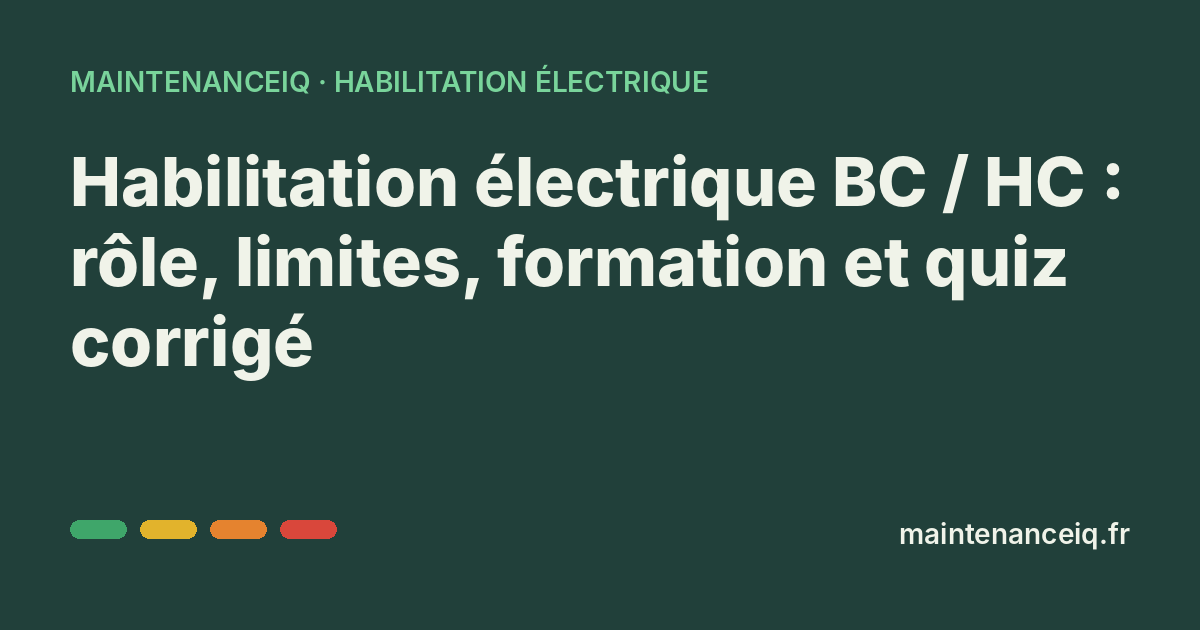 MAINTENANCEIQ · HABILITATION ÉLECTRIQUE
Habilitation électrique BC / HC :
rôle, limites, formation et quiz
corrigé
maintenanceiq.fr